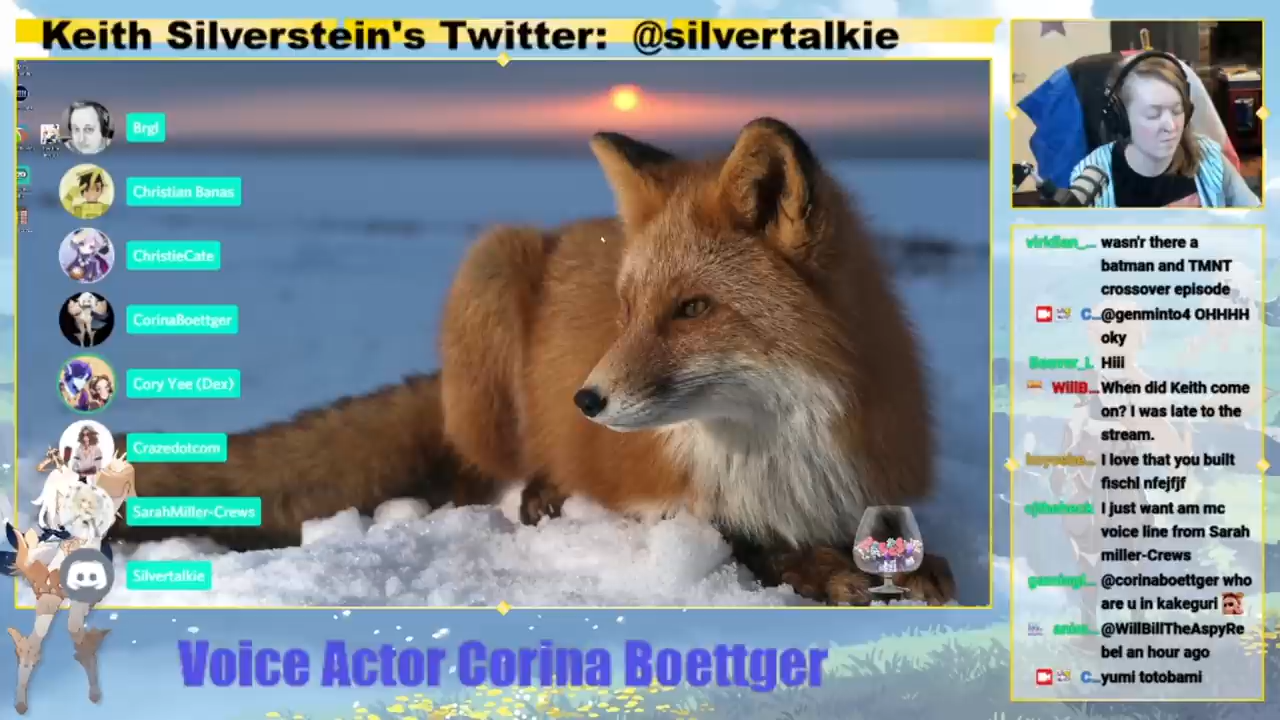 Keith Silverstein's Twitter: @silvertalkie
Brgl
Christian Banas
ChristieCate
CorinaBoettger
Cory Yee (Dex)
Crazedotcom
SarahMiller-Crews
Silvertalkie
Voice Actor Corina Boettger
viridian_... wasn'r there a
batman and TMNT
crossover episode
C... @genminto4 OHHHH
oky
Hiii
WillB... When did Keith come
on? I was late to the
stream.
I love that you built
fischl nfejfjf
I just want am mc
voice line from Sarah
miller-Crews
@corinaboettger who
are u in kakeguri
@WillBillTheAspyRe
bel an hour ago
C... yumi totobami